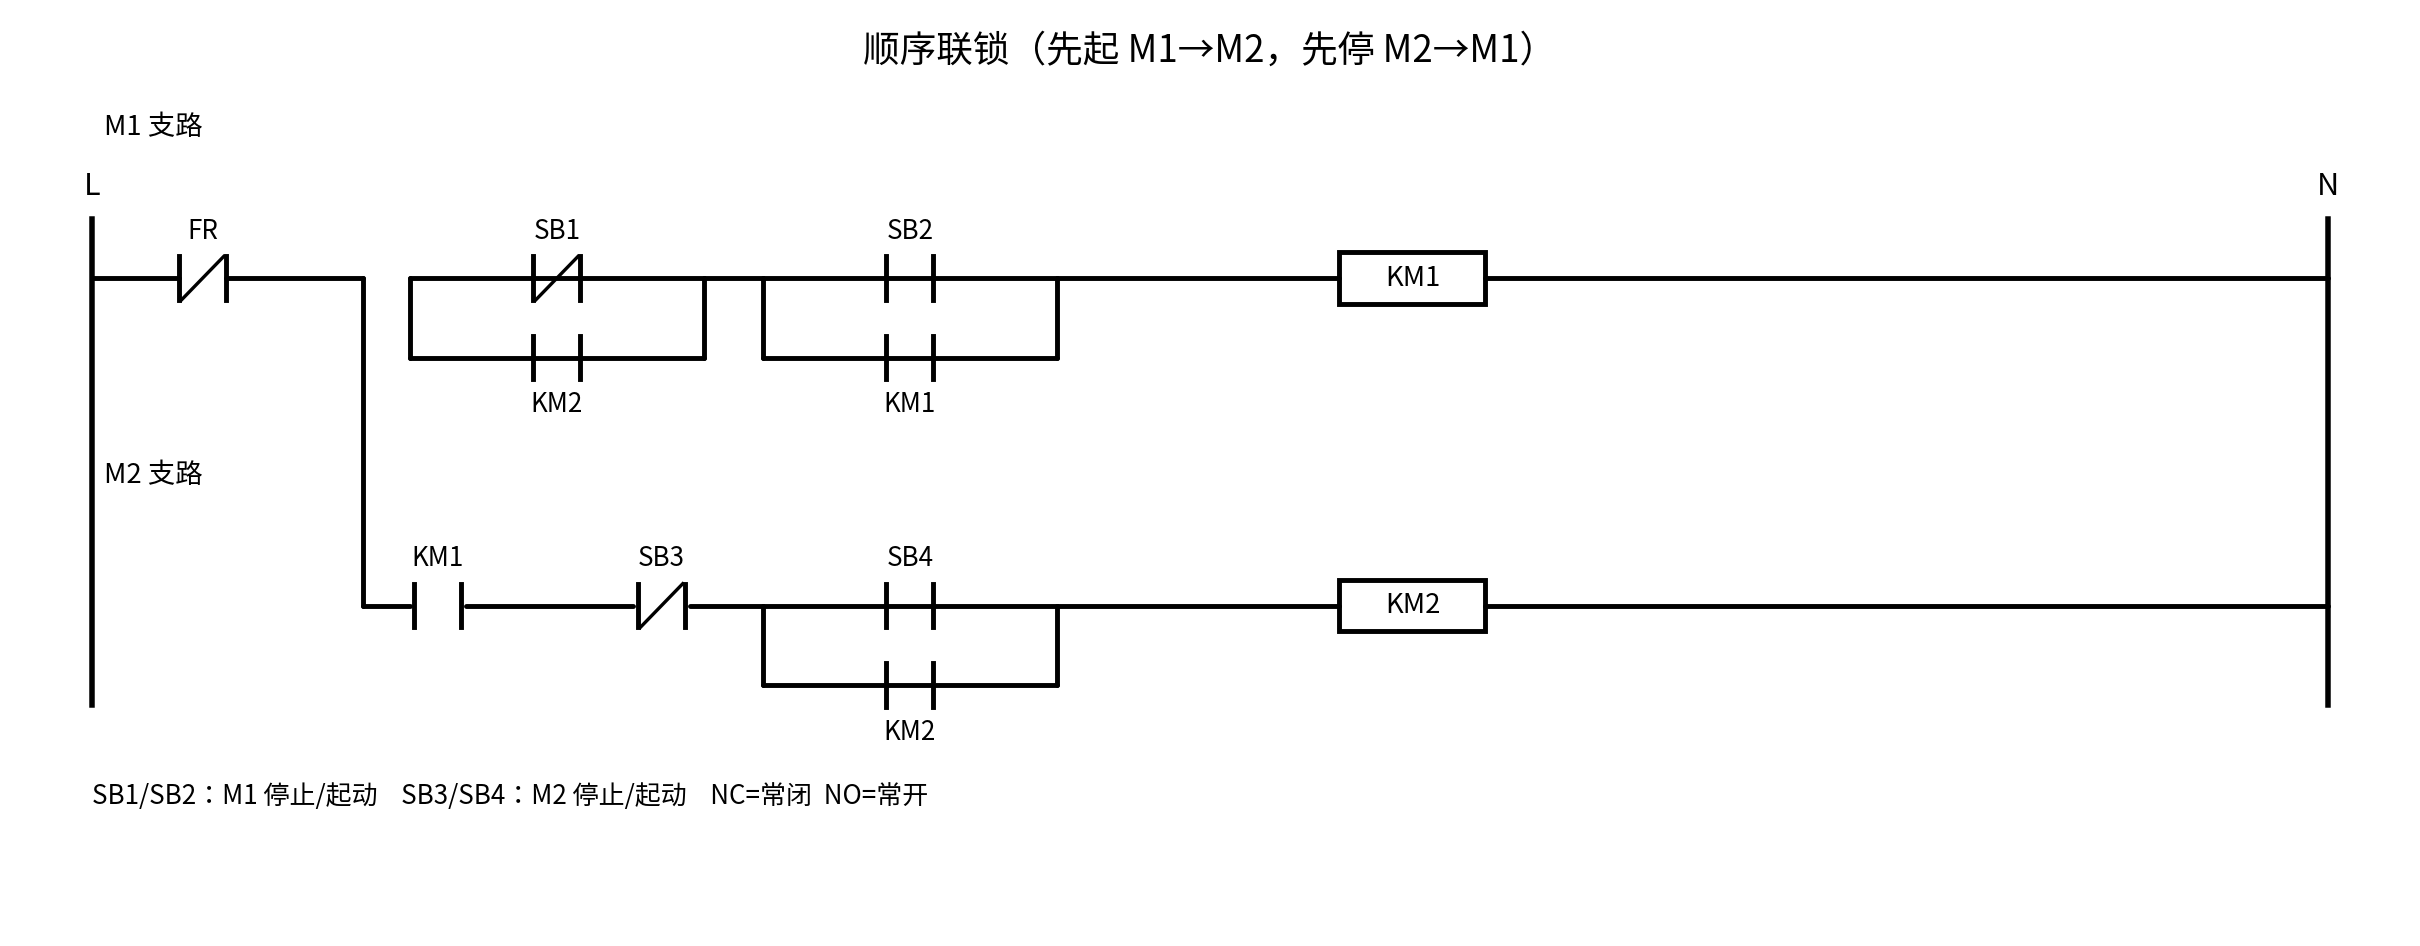 顺序联锁（先起 M1→M2，先停 M2→M1）
M1 支路
L
N
FR
SB1
SB2
KM1
KM2
KM1
M2 支路
KM1
SB3
SB4
KM2
KM2
SB1/SB2：M1 停止/起动 SB3/SB4：M2 停止/起动 NC=常闭 NO=常开